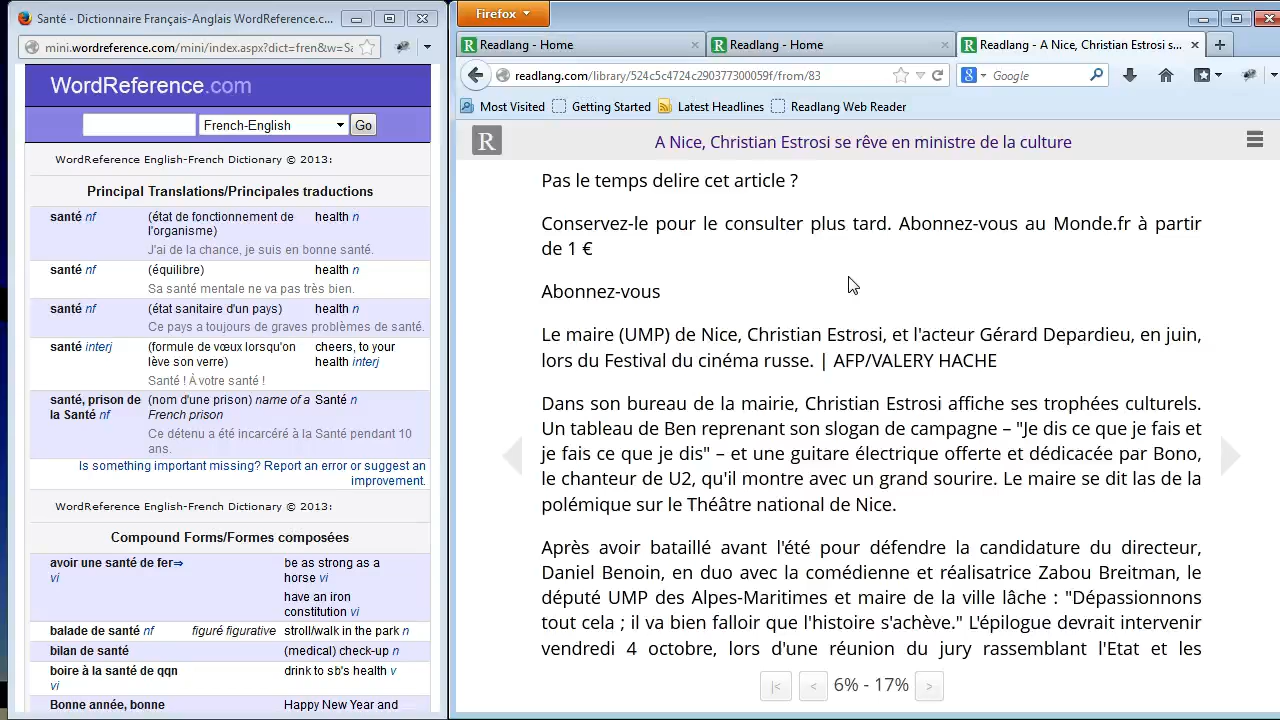 Santé - Dictionnaire Français-Anglais WordReference.c...
mini.wordreference.com/mini/index.aspx?dict=fren&w=Sa
WordReference.com
French-English
Go
WordReference English-French Dictionary © 2013:
Principal Translations/Principales traductions
santé nf (état de fonctionnement de health n
l'organisme)
J'ai de la chance, je suis en bonne santé.
santé nf (équilibre) health n
Sa santé mentale ne va pas très bien.
santé nf (état sanitaire d'un pays) health n
Ce pays a toujours de graves problèmes de santé.
santé interj (formule de vœux lorsqu'on cheers, to your
lève son verre) health interj
Santé ! À votre santé !
santé, prison de (nom d'une prison) name of a Santé n
la Santé nf French prison
Ce détenu a été incarcéré à la Santé pendant 10
ans.
Is something important missing? Report an error or suggest an
improvement.
WordReference English-French Dictionary © 2013:
Compound Forms/Formes composées
avoir une santé de fer⇒ be as strong as a
vi horse vi
have an iron
constitution vi
balade de santé nf figuré figurative stroll/walk in the park n
bilan de santé (medical) check-up n
boire à la santé de qqn drink to sb's health v
vi
Bonne année, bonne Happy New Year and
Firefox
Readlang - Home
Readlang - Home
Readlang - A Nice, Christian Estrosi s...
readlang.com/library/524c5c4724c290377300059f/from/83
Google
Most Visited Getting Started Latest Headlines Readlang Web Reader
R
A Nice, Christian Estrosi se rêve en ministre de la culture
Pas le temps delire cet article ?
Conservez-le pour le consulter plus tard. Abonnez-vous au Monde.fr à partir
de 1 €
Abonnez-vous
Le maire (UMP) de Nice, Christian Estrosi, et l'acteur Gérard Depardieu, en juin,
lors du Festival du cinéma russe. | AFP/VALERY HACHE
Dans son bureau de la mairie, Christian Estrosi affiche ses trophées culturels.
Un tableau de Ben reprenant son slogan de campagne – "Je dis ce que je fais et
je fais ce que je dis" – et une guitare électrique offerte et dédicacée par Bono,
le chanteur de U2, qu'il montre avec un grand sourire. Le maire se dit las de la
polémique sur le Théâtre national de Nice.
Après avoir bataillé avant l'été pour défendre la candidature du directeur,
Daniel Benoin, en duo avec la comédienne et réalisatrice Zabou Breitman, le
député UMP des Alpes-Maritimes et maire de la ville lâche : "Dépassionnons
tout cela ; il va bien falloir que l'histoire s'achève." L'épilogue devrait intervenir
vendredi 4 octobre, lors d'une réunion du jury rassemblant l'Etat et les
|< < 6% - 17% >